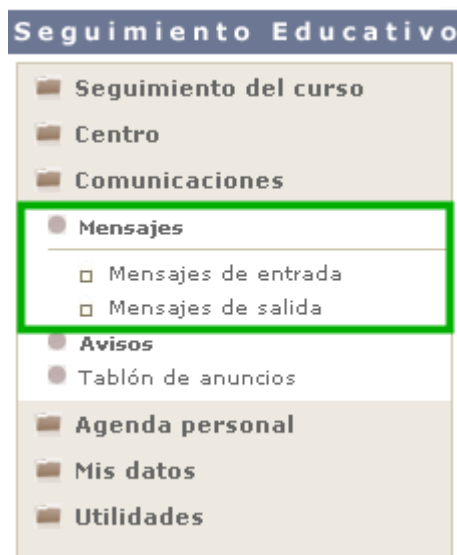 Seguimiento Educativo
Seguimiento del curso
Centro
Comunicaciones
Mensajes
Mensajes de entrada
Mensajes de salida
Avisos
Tablón de anuncios
Agenda personal
Mis datos
Utilidades